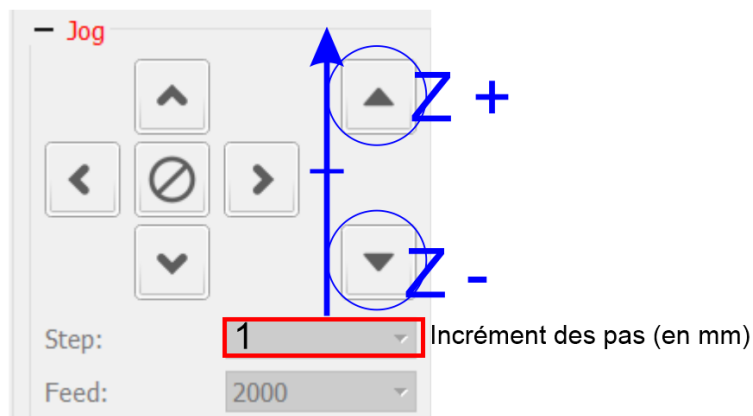 Jog
Z +
Z -
Step: 1 Incrément des pas (en mm)
Feed: 2000